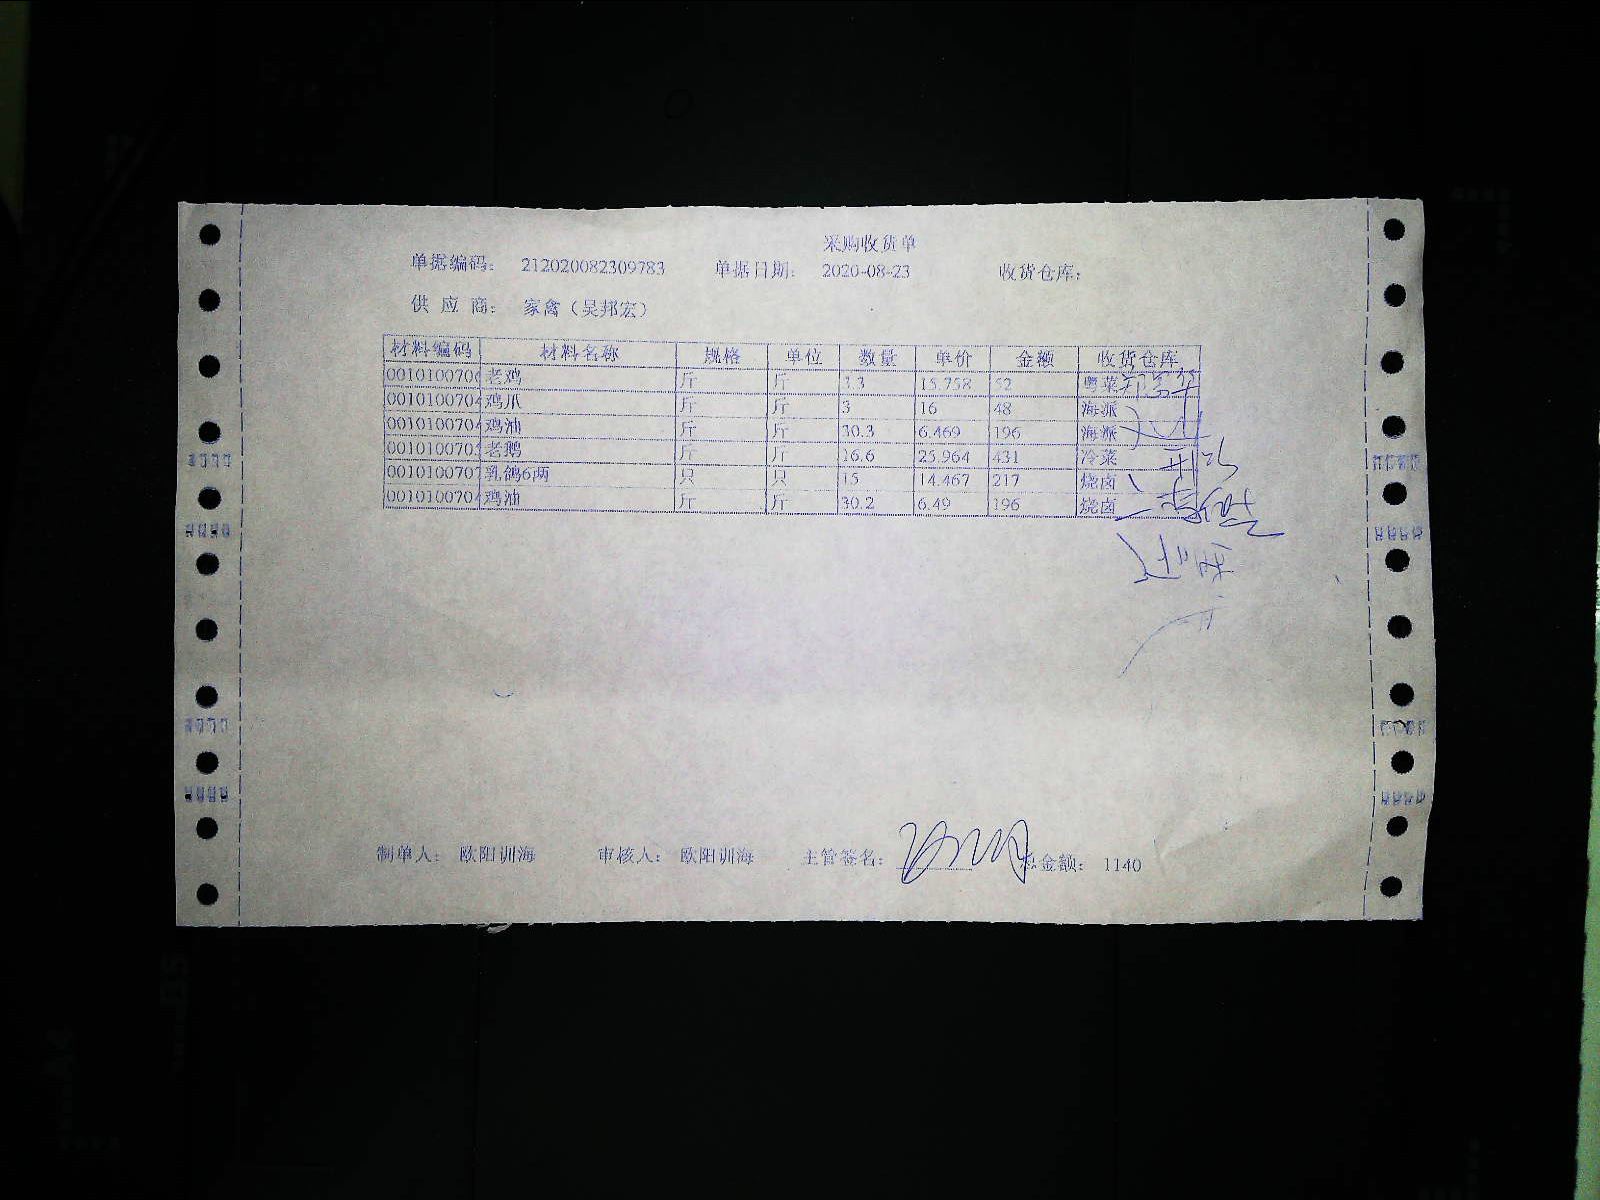 采购收货单
单据编码： 212020082309783 单据日期： 2020-08-23 收货仓库：
供 应 商： 家禽（吴邦宏）
材料编码 材料名称 规格 单位 数量 单价 金额 收货仓库
0010100706 老鸡 斤 斤 3.3 15.758 52 粤菜
001010070 鸡爪 斤 斤 3 16 48 海派
001010070 鸡油 斤 斤 30.3 6.469 196 海派
001010070 老鹅 斤 斤 16.6 25.964 431 冷菜
001010070 乳鸽6两 只 只 15 14.467 217 烧卤
001010070 鸡油 斤 斤 30.2 6.49 196 烧卤
制单人： 欧阳训海 审核人： 欧阳训海 主管签名： 总金额： 1140